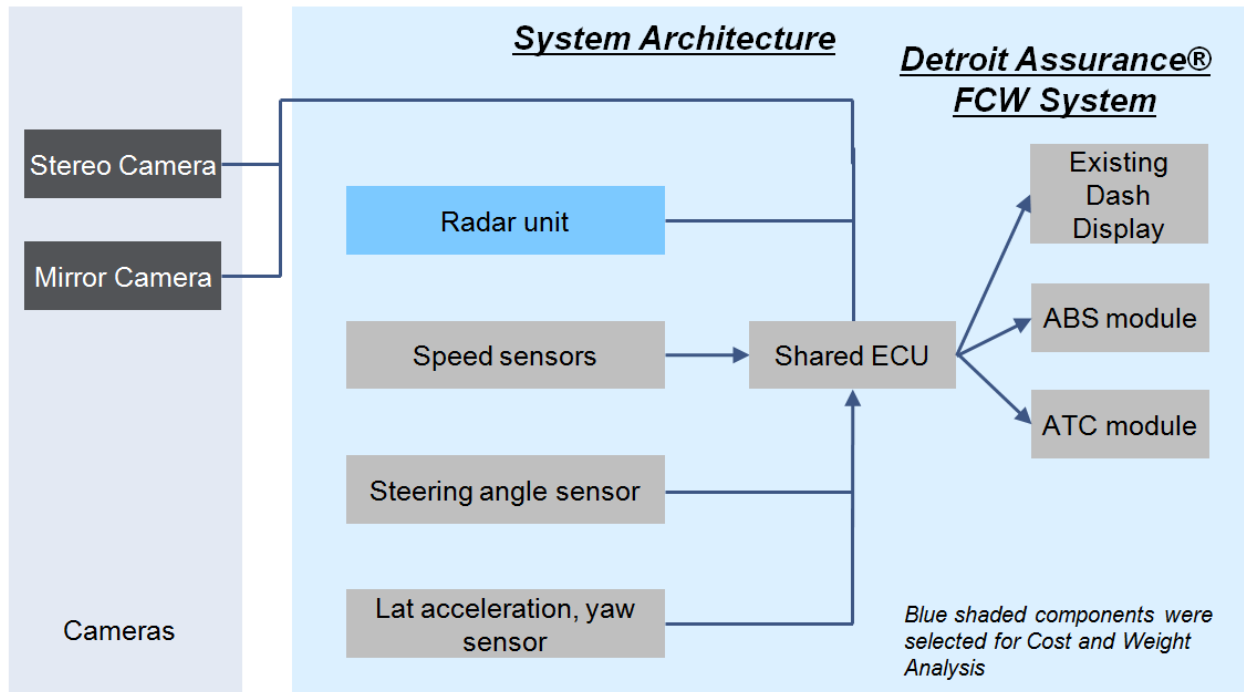 System Architecture
Detroit Assurance®
FCW System
Stereo Camera
Mirror Camera
Cameras
Radar unit
Speed sensors
Steering angle sensor
Lat acceleration, yaw
sensor
Shared ECU
Existing
Dash
Display
ABS module
ATC module
Blue shaded components were
selected for Cost and Weight
Analysis